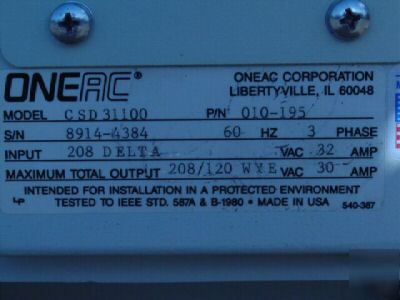 ONEAC® ONEAC CORPORATION
LIBERTYVILLE, IL 60048
MODEL CSD31100 P/N 010-195
S/N 8914-4384 60 HZ 3 PHASE
INPUT 208 DELTA VAC 32 AMP
MAXIMUM TOTAL OUTPUT 208/120 WYE VAC 30 AMP
INTENDED FOR INSTALLATION IN A PROTECTED ENVIRONMENT
LP TESTED TO IEEE STD. 587A & B-1980 • MADE IN USA 540-387